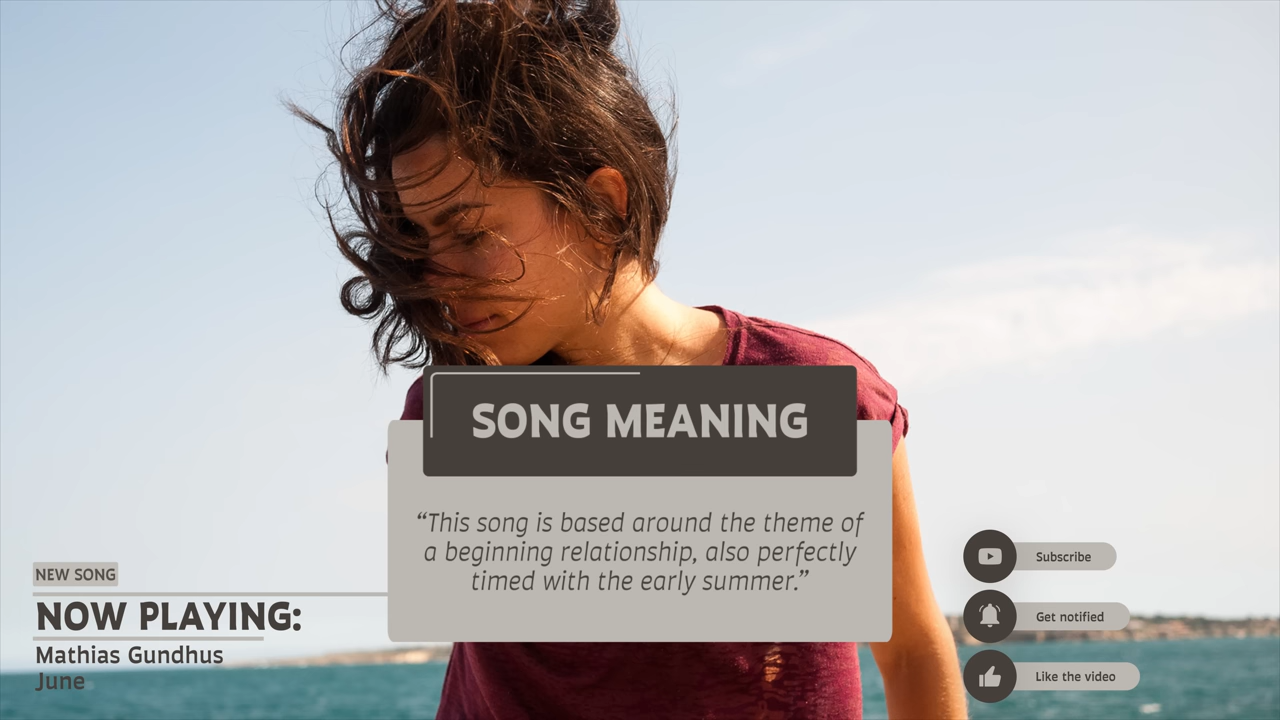 SONG MEANING
“This song is based around the theme of
a beginning relationship, also perfectly
timed with the early summer.”
NEW SONG
NOW PLAYING:
Mathias Gundhus
June
Subscribe
Get notified
Like the video